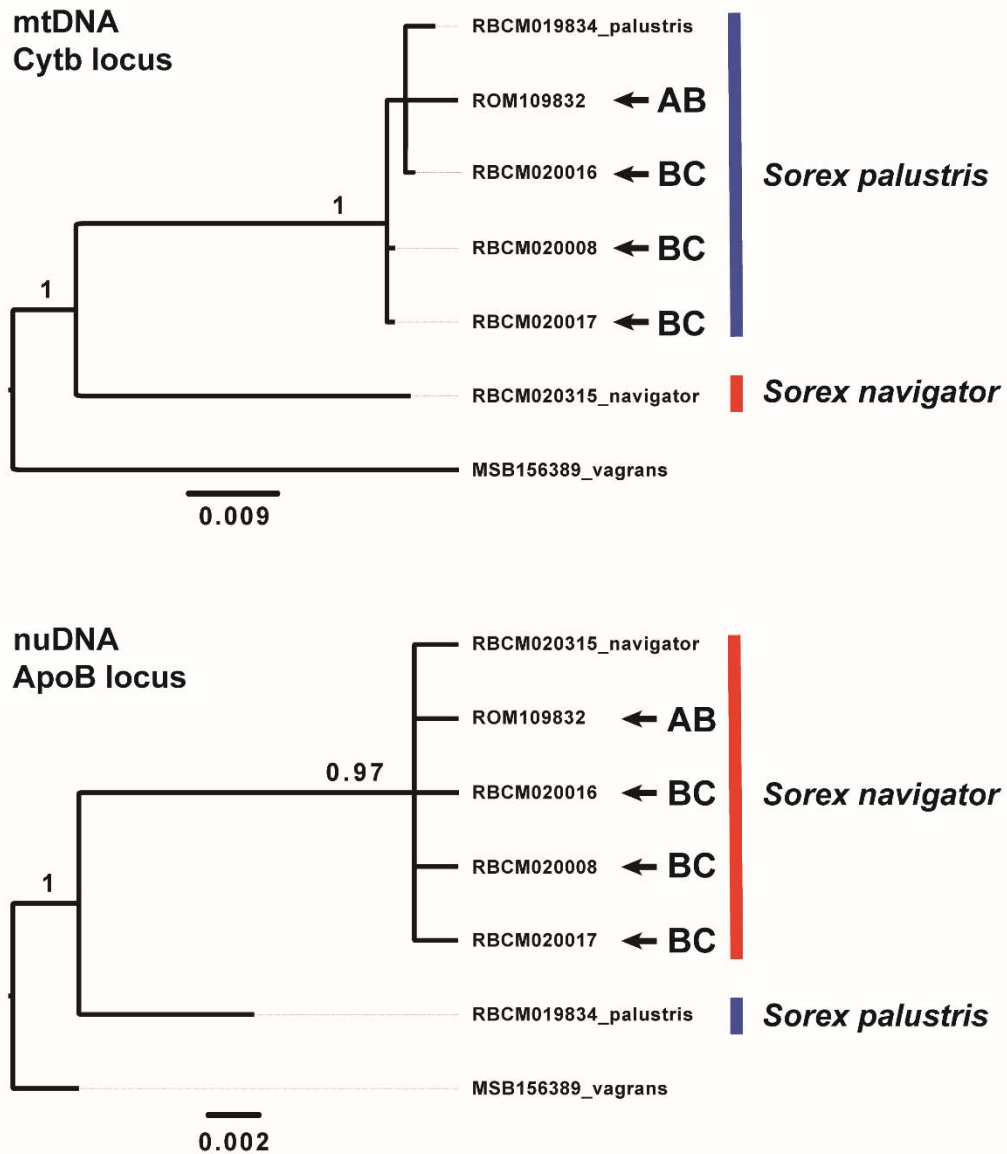 mtDNA
Cytb locus
RBCM019834_palustris
ROM109832 AB
RBCM020016 BC
Sorex palustris
RBCM020008 BC
1
RBCM020017 BC
1
RBCM020315_navigator Sorex navigator
MSB156389_vagrans
0.009
nuDNA
ApoB locus
RBCM020315_navigator
ROM109832 AB
0.97
RBCM020016 BC
Sorex navigator
RBCM020008 BC
1
RBCM020017 BC
RBCM019834_palustris Sorex palustris
MSB156389_vagrans
0.002